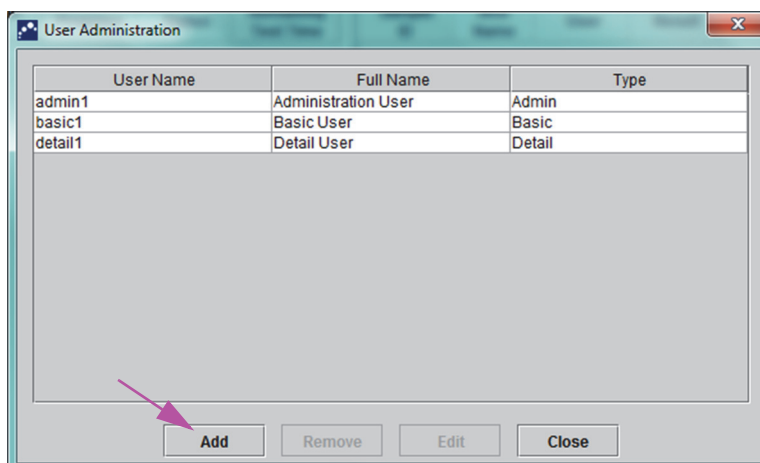 User Administration
User Name Full Name Type
admin1 Administration User Admin
basic1 Basic User Basic
detail1 Detail User Detail
Add Remove Edit Close